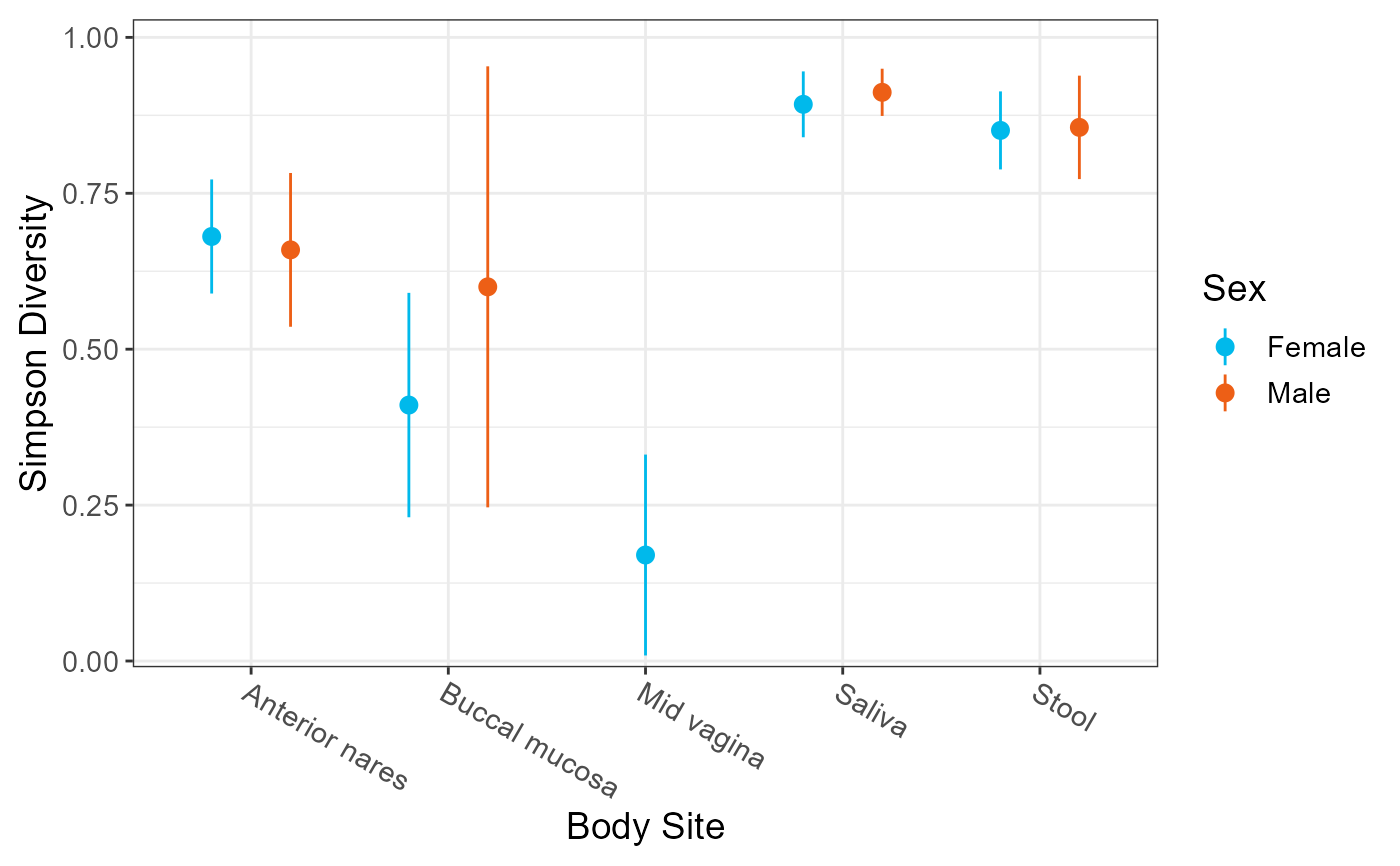 1.00
0.75
0.50
0.25
0.00
Simpson Diversity
Anterior nares
Buccal mucosa
Mid vagina
Saliva
Stool
Body Site
Sex
Female
Male